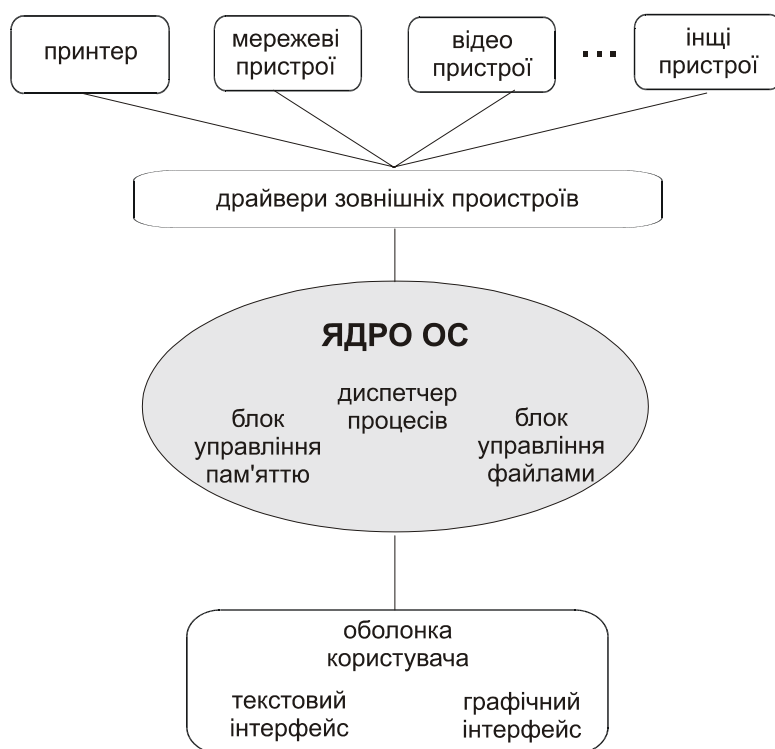 принтер
мережеві
пристрої
відео
пристрої
...
інщі
пристрої
драйвери зовнішніх проистроїв
ЯДРО ОС
диспетчер
процесів
блок
управління
пам'яттю
блок
управління
файлами
оболонка
користувача
текстовий
інтерфейс
графічний
інтерфейс